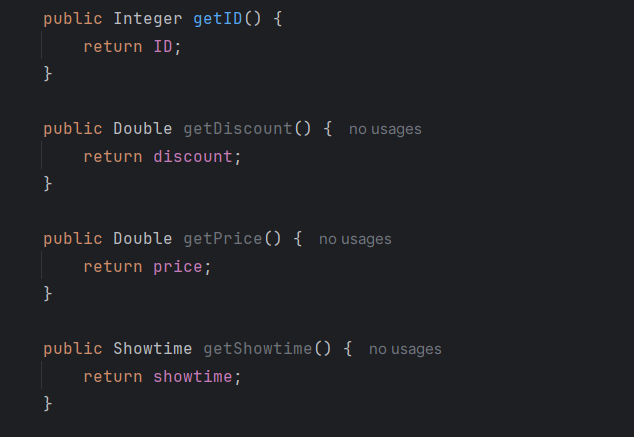 public Integer getID() {
    return ID;
}
public Double getDiscount() {  no usages
    return discount;
}
public Double getPrice() {  no usages
    return price;
}
public Showtime getShowtime() {  no usages
    return showtime;
}